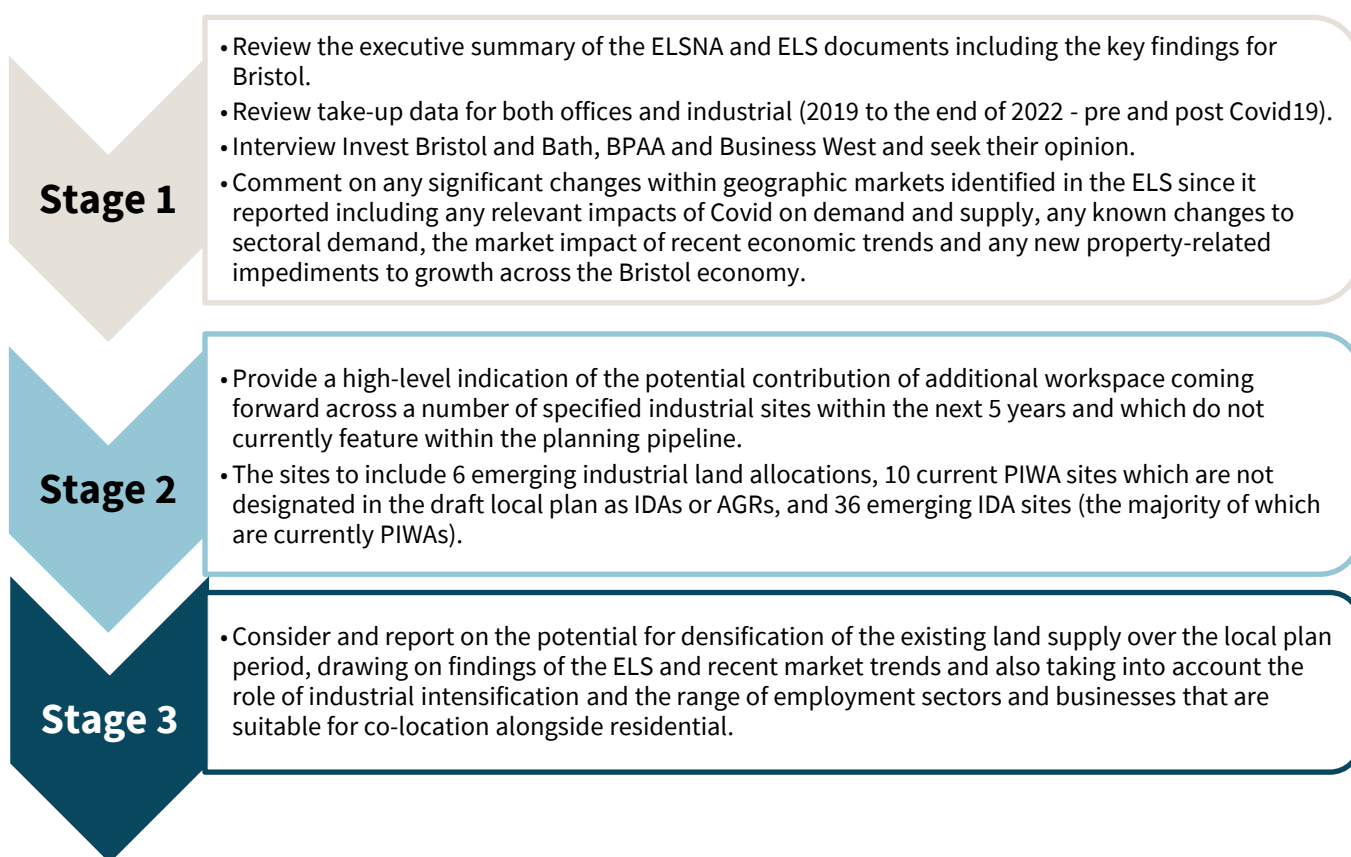 Stage 1
•Review the executive summary of the ELSNA and ELS documents including the key findings for
Bristol.
•Review take-up data for both offices and industrial (2019 to the end of 2022 - pre and post Covid19).
•Interview Invest Bristol and Bath, BPAA and Business West and seek their opinion.
•Comment on any significant changes within geographic markets identified in the ELS since it
reported including any relevant impacts of Covid on demand and supply, any known changes to
sectoral demand, the market impact of recent economic trends and any new property-related
impediments to growth across the Bristol economy.
Stage 2
•Provide a high-level indication of the potential contribution of additional workspace coming
forward across a number of specified industrial sites within the next 5 years and which do not
currently feature within the planning pipeline.
•The sites to include 6 emerging industrial land allocations, 10 current PIWA sites which are not
designated in the draft local plan as IDAs or AGRs, and 36 emerging IDA sites (the majority of which
are currently PIWAs).
Stage 3
•Consider and report on the potential for densification of the existing land supply over the local plan
period, drawing on findings of the ELS and recent market trends and also taking into account the
role of industrial intensification and the range of employment sectors and businesses that are
suitable for co-location alongside residential.